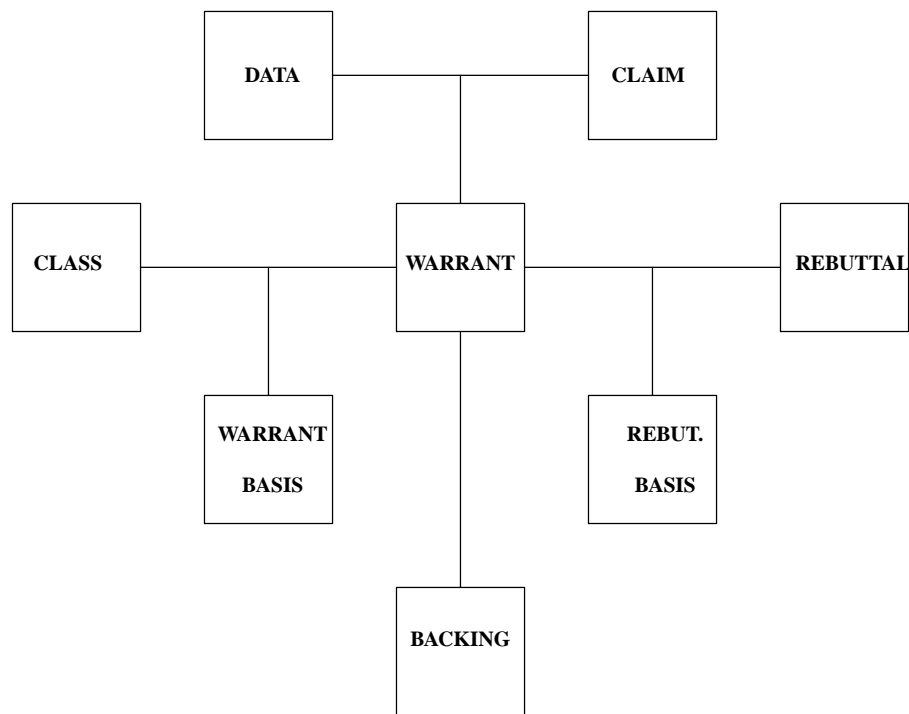 DATA
CLAIM
CLASS
WARRANT
REBUTTAL
WARRANT
BASIS
REBUT.
BASIS
BACKING